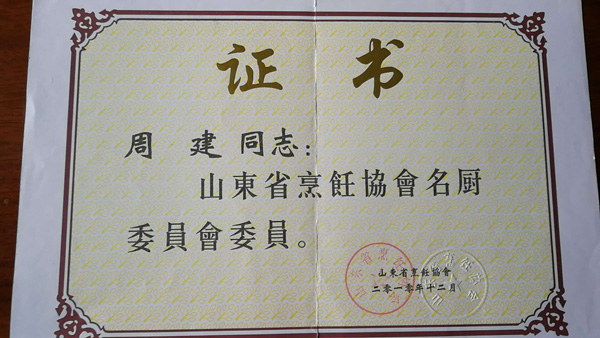 证书
周 建 同志：
山東省烹飪協會名厨
委員會委員。
山東省烹飪協會
二零一零年十二月